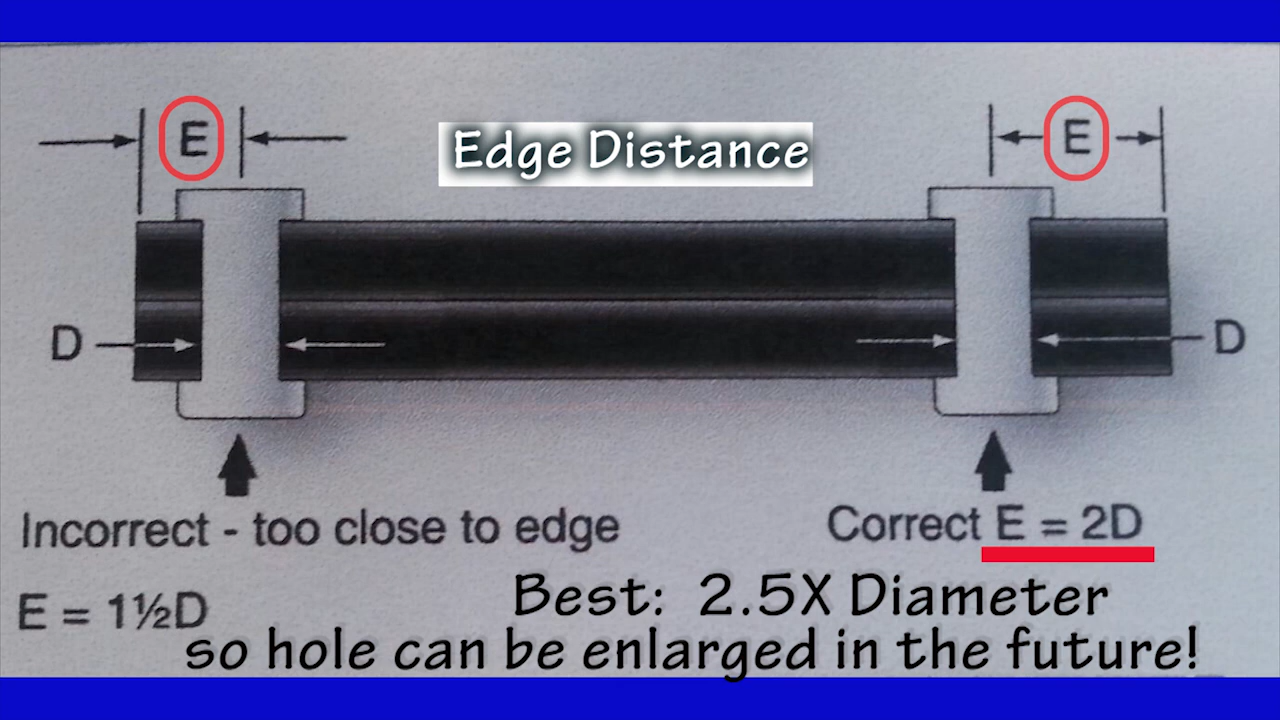 E
Edge Distance
E
D
D
Incorrect - too close to edge
Correct E = 2D
E = 1½D
Best: 2.5X Diameter
so hole can be enlarged in the future!